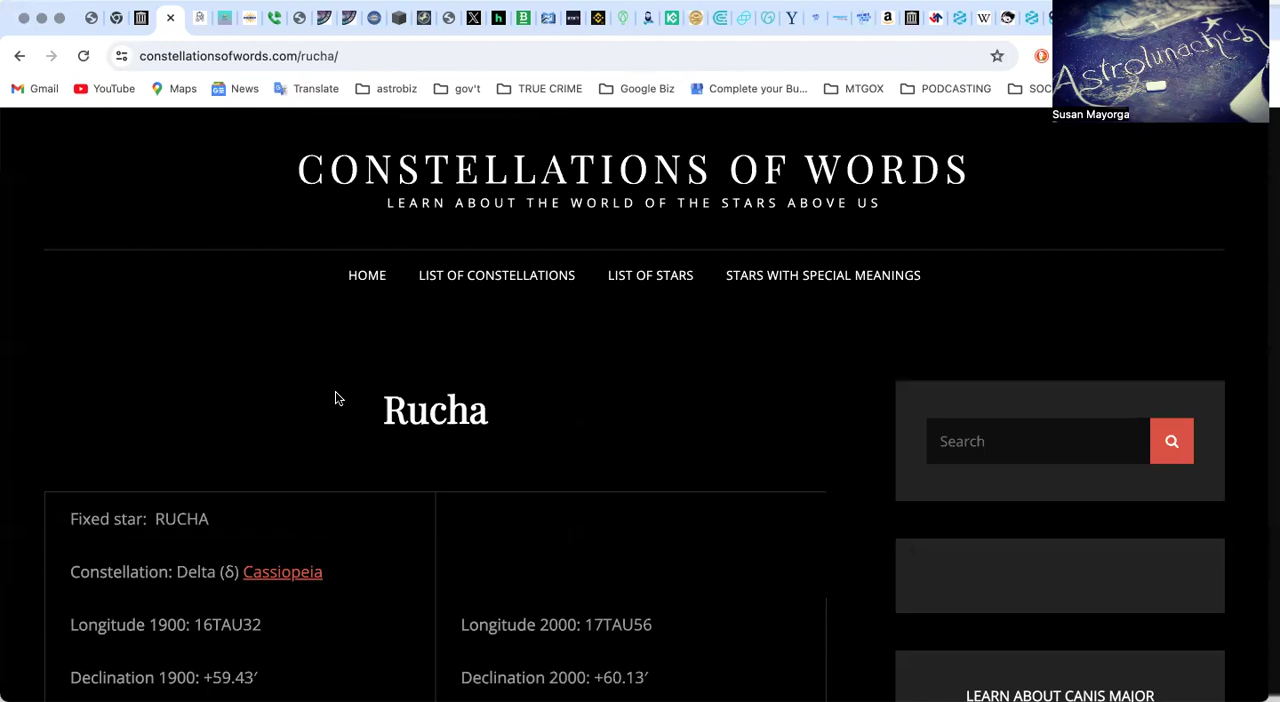 constellationsofwords.com/rucha/
Gmail
YouTube
Maps
News
Translate
astrobiz
gov't
TRUE CRIME
Google Biz
Complete your Bu...
MTGOX
PODCASTING
SOC
Astrolunachick
Susan Mayorga
CONSTELLATIONS OF WORDS
LEARN ABOUT THE WORLD OF THE STARS ABOVE US
HOME
LIST OF CONSTELLATIONS
LIST OF STARS
STARS WITH SPECIAL MEANINGS
Rucha
Search
Fixed star: RUCHA
Constellation: Delta (δ) Cassiopeia
Longitude 1900: 16TAU32
Longitude 2000: 17TAU56
Declination 1900: +59.43′
Declination 2000: +60.13′
LEARN ABOUT CANIS MAJOR